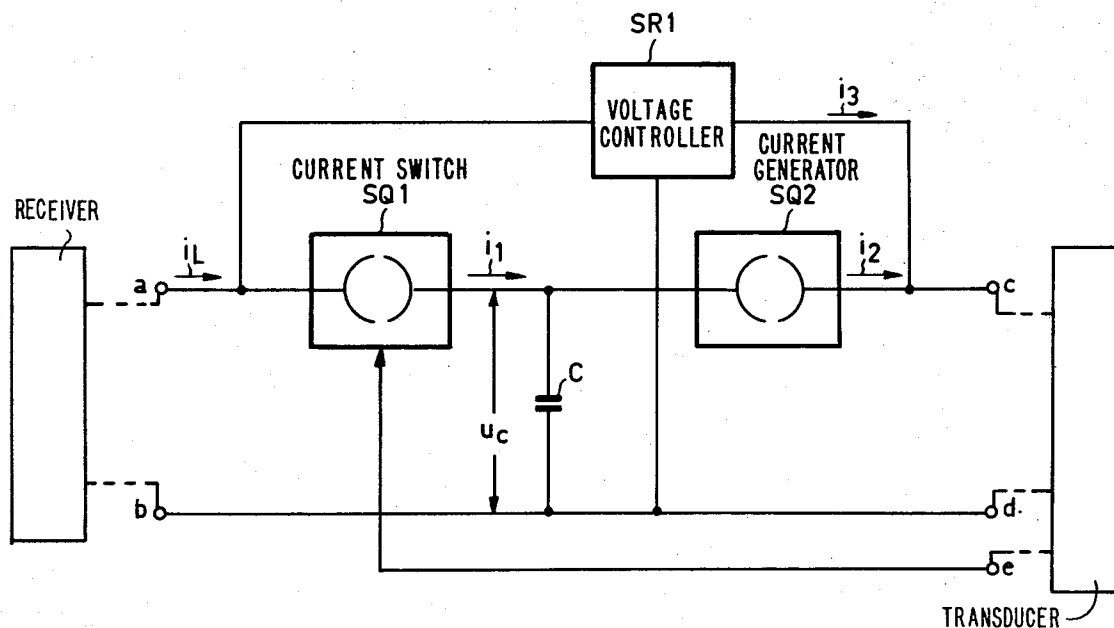 SR1
VOLTAGE
CONTROLLER
i3
CURRENT
GENERATOR
SQ2
CURRENT SWITCH
SQ1
RECEIVER
iL
i1
i2
a
c
C
uc
b
d
e
TRANSDUCER